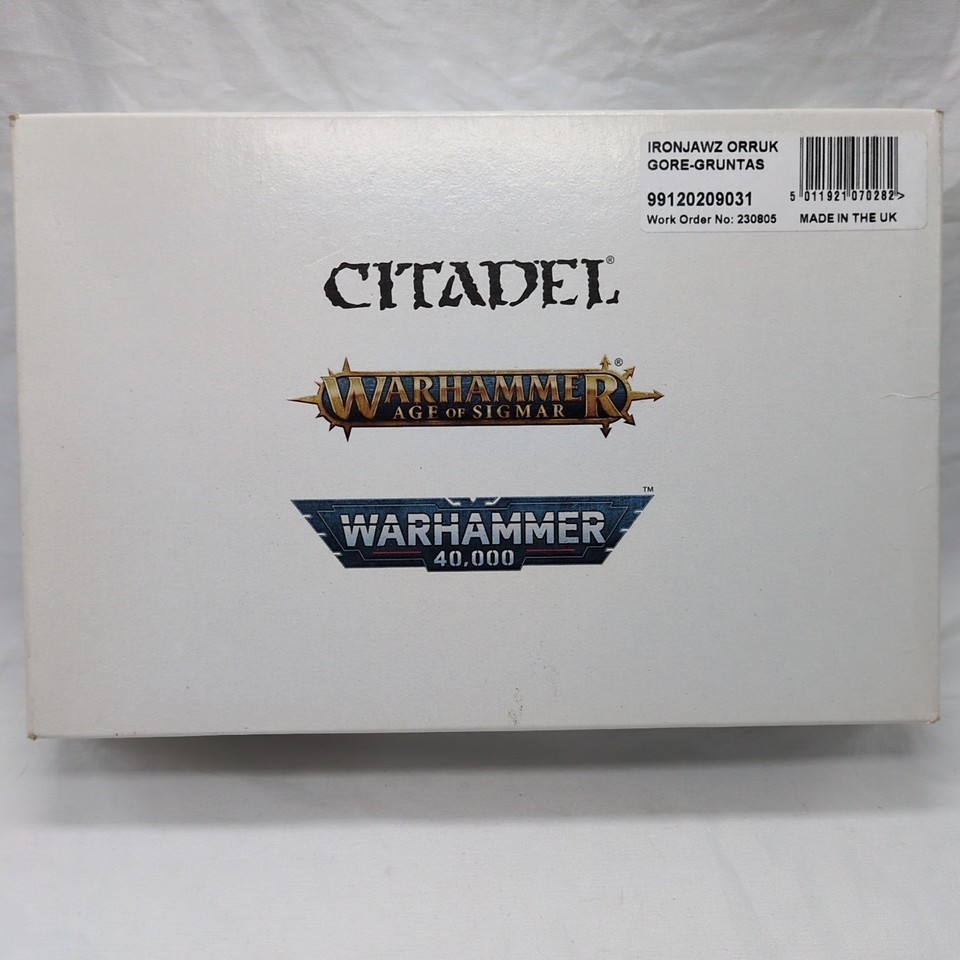 IRONJAWZ ORRUK
GORE-GRUNTAS
99120209031
Work Order No: 230805
5 011921 070282 >
MADE IN THE UK
CITADEL®
WARHAMMER®
AGE OF SIGMAR
WARHAMMER™
40,000